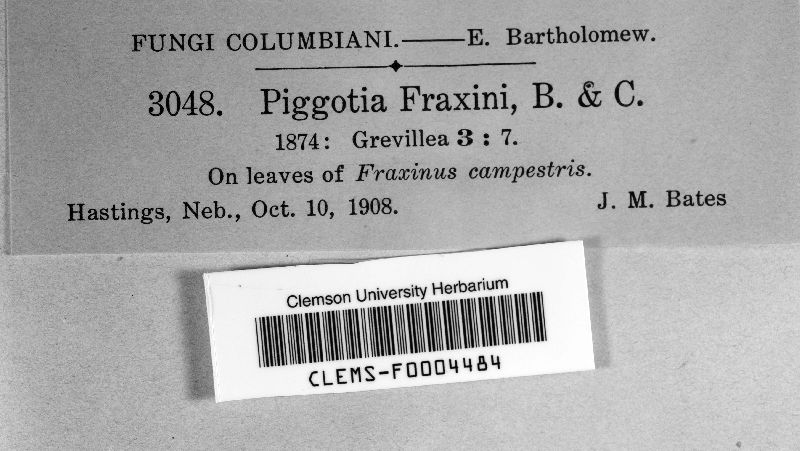 FUNGI COLUMBIANI.——E. Bartholomew.
3048. Piggotia Fraxini, B. & C.
1874: Grevillea 3 : 7.
On leaves of Fraxinus campestris.
Hastings, Neb., Oct. 10, 1908. J. M. Bates
Clemson University Herbarium
CLEMS-F0004484